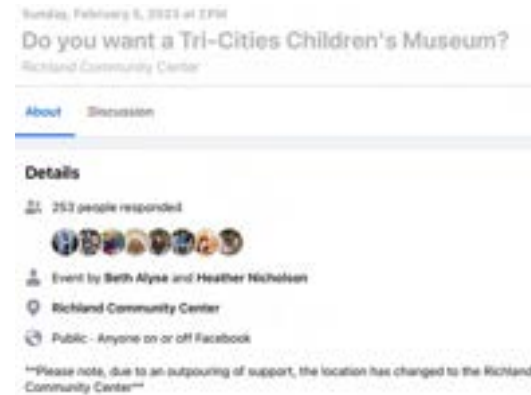 Sunday, February 5, 2023 at 2 PM
Do you want a Tri-Cities Children's Museum?
Richland Community Center
About Discussion
Details
253 people responded
Event by Beth Alyse and Heather Nicholson
Richland Community Center
Public · Anyone on or off Facebook
**Please note, due to an outpouring of support, the location has changed to the Richland
Community Center**